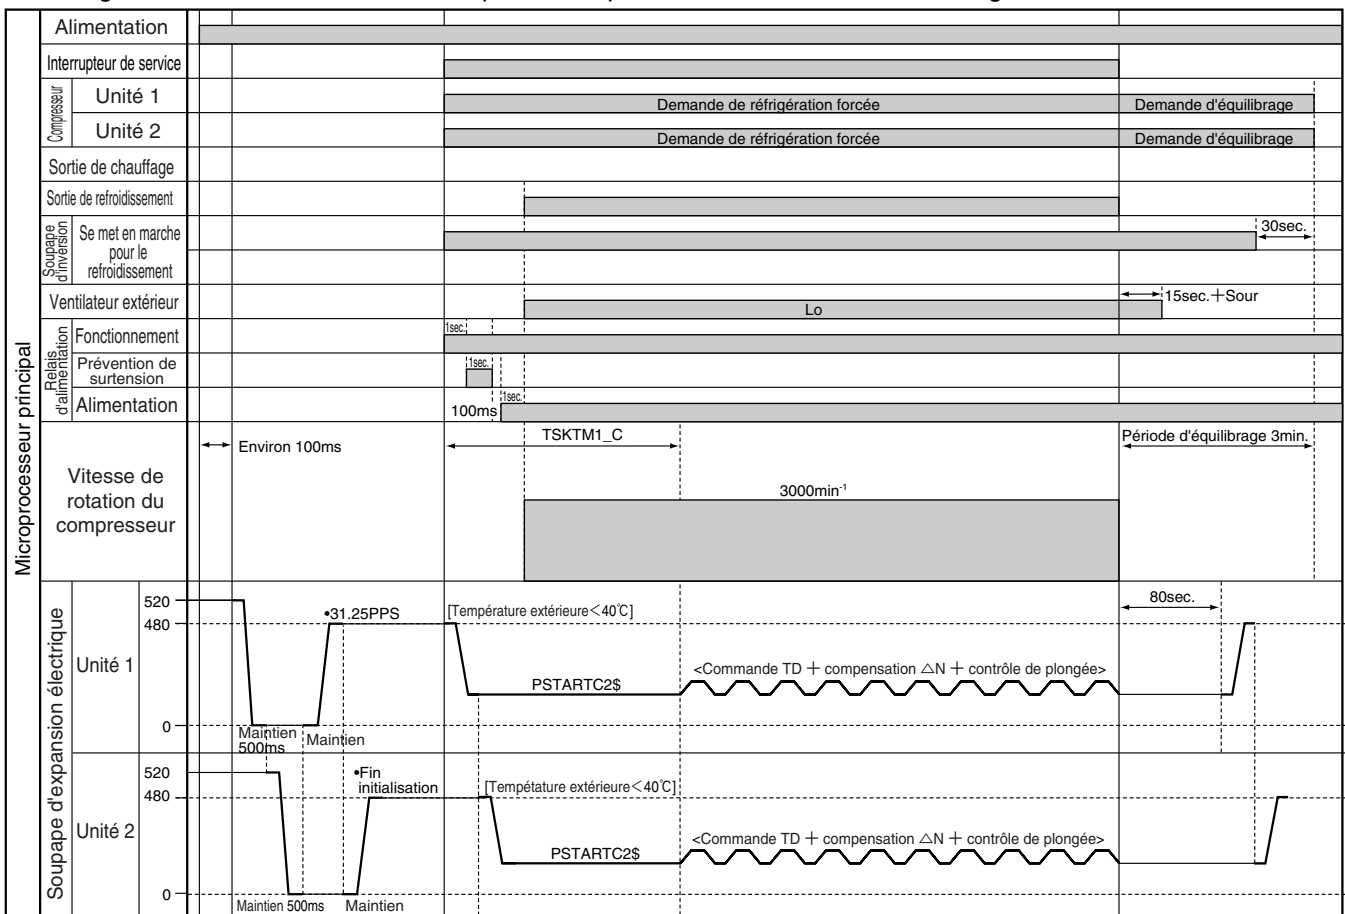 Microprocesseur principal
Alimentation
Interrupteur de service
Compresseur
Unité 1
Demande de réfrigération forcée
Demande d'équilibrage
Unité 2
Demande de réfrigération forcée
Demande d'équilibrage
Sortie de chauffage
Sortie de refroidissement
Soupape
d'inversion
Se met en marche
pour le
refroidissement
30sec.
Ventilateur extérieur
Lo
15sec.+Sour
Relais
d'alimentation
Fonctionnement
1sec.
Prévention de
surtension
1sec.
Alimentation
100ms
1sec.
Vitesse de
rotation du
compresseur
Environ 100ms
TSKTM1_C
Période d'équilibrage 3min.
3000min-1
Soupape d'expansion électrique
Unité 1
520
480
0
•31.25PPS
[Température extérieure<40℃]
80sec.
PSTARTC2$
<Commande TD + compensation △N + contrôle de plongée>
Maintien
500ms
Maintien
Unité 2
520
480
0
•Fin
initialisation
[Tempétature extérieure<40℃]
PSTARTC2$
<Commande TD + compensation △N + contrôle de plongée>
Maintien 500ms
Maintien